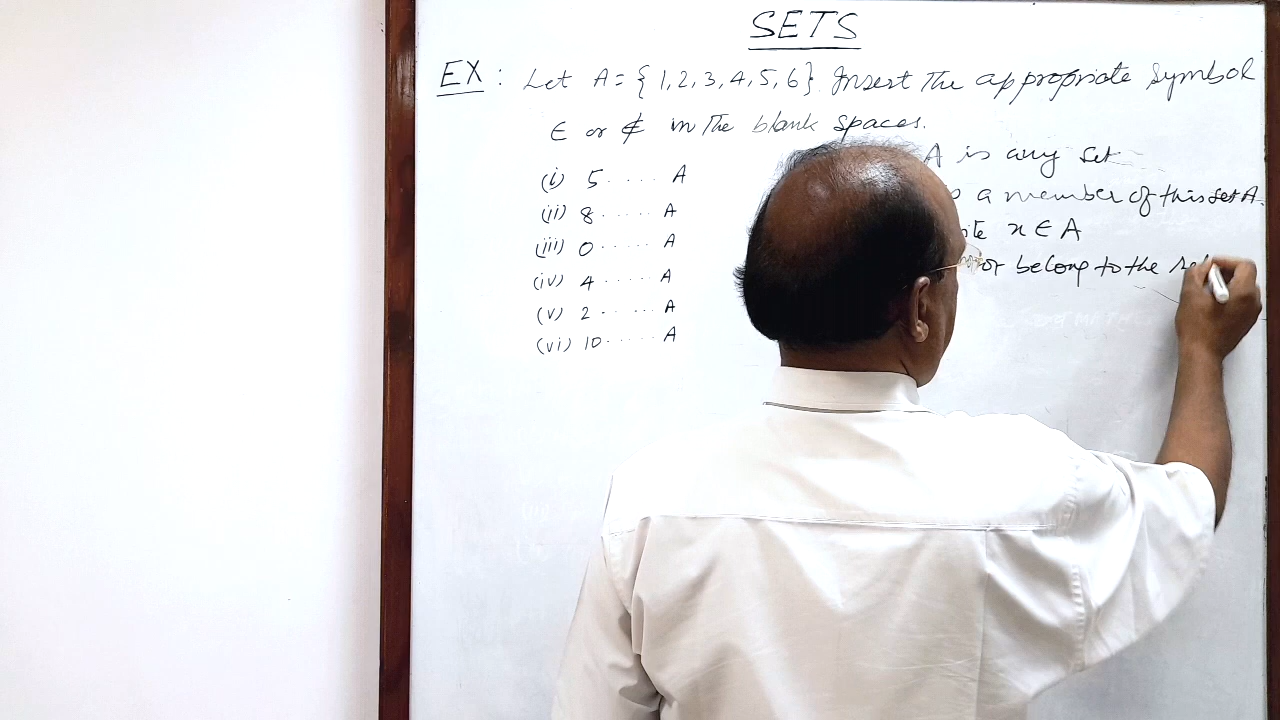 SETS
EX : Let A = { 1, 2, 3, 4, 5, 6 }. Insert the appropriate symbol
∈ or ∉ in the blank spaces.
(i) 5 ..... A
(ii) 8 ..... A
(iii) 0 ..... A
(iv) 4 ..... A
(v) 2 ..... A
(vi) 10 ..... A
A is any set
a member of this set A.
x ∈ A
not belong to the